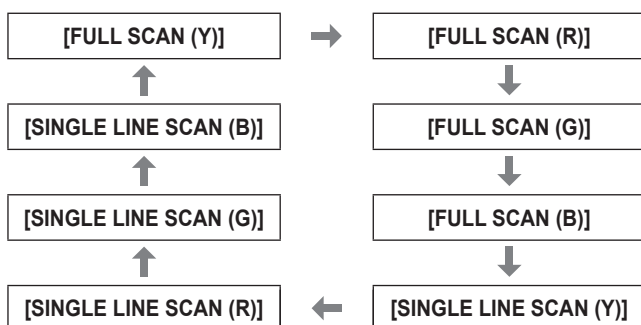 [FULL SCAN (Y)]
[FULL SCAN (R)]
[FULL SCAN (G)]
[FULL SCAN (B)]
[SINGLE LINE SCAN (Y)]
[SINGLE LINE SCAN (R)]
[SINGLE LINE SCAN (G)]
[SINGLE LINE SCAN (B)]